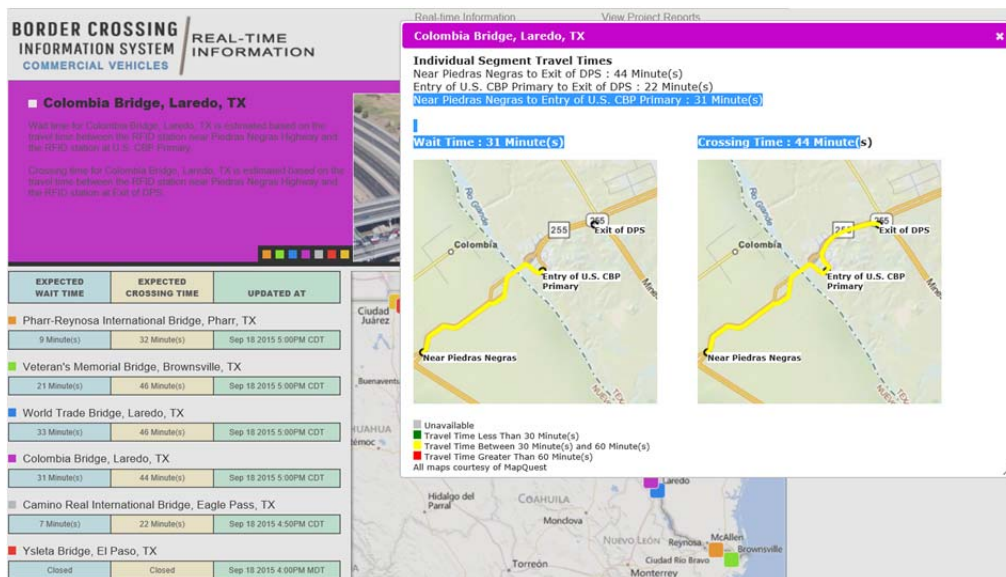 BORDER CROSSING
INFORMATION SYSTEM
COMMERCIAL VEHICLES
REAL-TIME
INFORMATION
Real-time Information
View Project Reports
Colombia Bridge, Laredo, TX
Wait time for Columbia Bridge, Laredo, TX is estimated based on the
travel time between the RFID station near Piedras Negras Highway and
the RFID station at U.S. CBP Primary.
Crossing time for Colombia Bridge, Laredo, TX is estimated based on the
travel time between the RFID station near Piedras Negras Highway and
the RFID station at Exit of DPS.
EXPECTED WAIT TIME
EXPECTED CROSSING TIME
UPDATED AT
Pharr-Reynosa International Bridge, Pharr, TX
9 Minute(s) 32 Minute(s) Sep 18 2015 5:00PM CDT
Veteran's Memorial Bridge, Brownsville, TX
21 Minute(s) 46 Minute(s) Sep 18 2015 5:00PM CDT
World Trade Bridge, Laredo, TX
33 Minute(s) 46 Minute(s) Sep 18 2015 5:00PM CDT
Colombia Bridge, Laredo, TX
31 Minute(s) 44 Minute(s) Sep 18 2015 5:00PM CDT
Camino Real International Bridge, Eagle Pass, TX
7 Minute(s) 22 Minute(s) Sep 18 2015 4:50PM CDT
Ysleta Bridge, El Paso, TX
Closed Closed Sep 18 2015 4:00PM MDT
Colombia Bridge, Laredo, TX
Individual Segment Travel Times
Near Piedras Negras to Exit of DPS : 44 Minute(s)
Entry of U.S. CBP Primary to Exit of DPS : 22 Minute(s)
Near Piedras Negras to Entry of U.S. CBP Primary : 31 Minute(s)
Wait Time : 31 Minute(s)
Rio Grande
255
255
Exit of DPS
Colombia
Entry of U.S. CBP
Primary
Near Piedras Negras
Crossing Time : 44 Minute(s)
Rio Grande
255
Exit of DPS
Colombia
Entry of U.S. CBP
Primary
Near Piedras Negras
Unavailable
Travel Time Less Than 30 Minute(s)
Travel Time Between 30 Minute(s) and 60 Minute(s)
Travel Time Greater Than 60 Minute(s)
All maps courtesy of MapQuest
Ciudad
Juárez
Laredo
Hidalgo del
Parral
COAHUILA
Monclova
NUEVO LEÓN
Reynosa
McAllen
Brownsville
Ciudad Río Bravo
Torreón
Monterrey